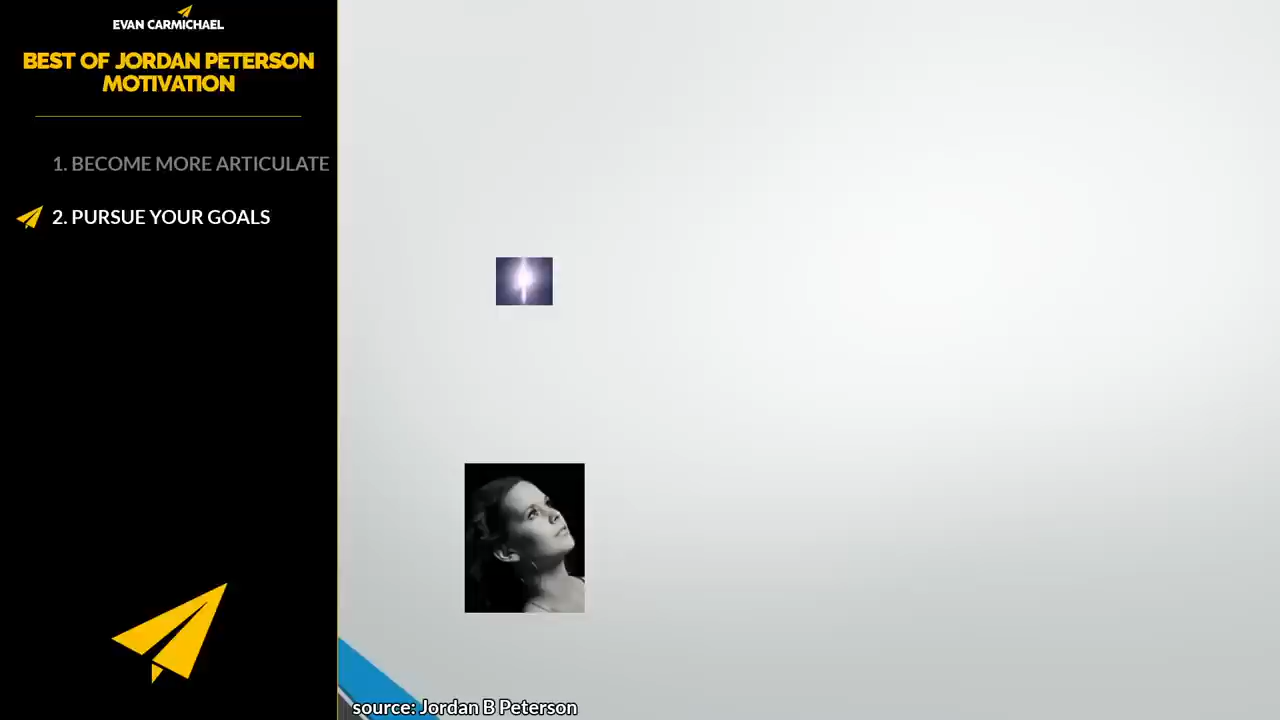 EVAN CARMICHAEL
BEST OF JORDAN PETERSON
MOTIVATION
1. BECOME MORE ARTICULATE
2. PURSUE YOUR GOALS
source: Jordan B Peterson